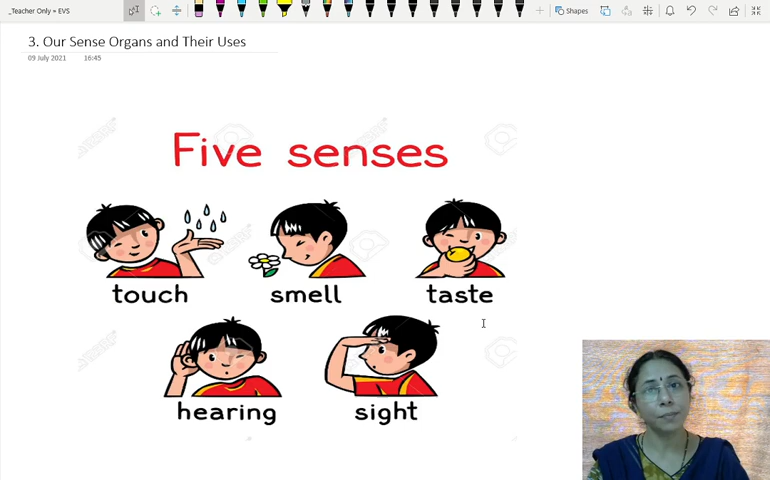 _Teacher Only ÷ EVS
Shapes
3. Our Sense Organs and Their Uses
09 July 2021 16:45
Five senses
touch smell taste
hearing sight